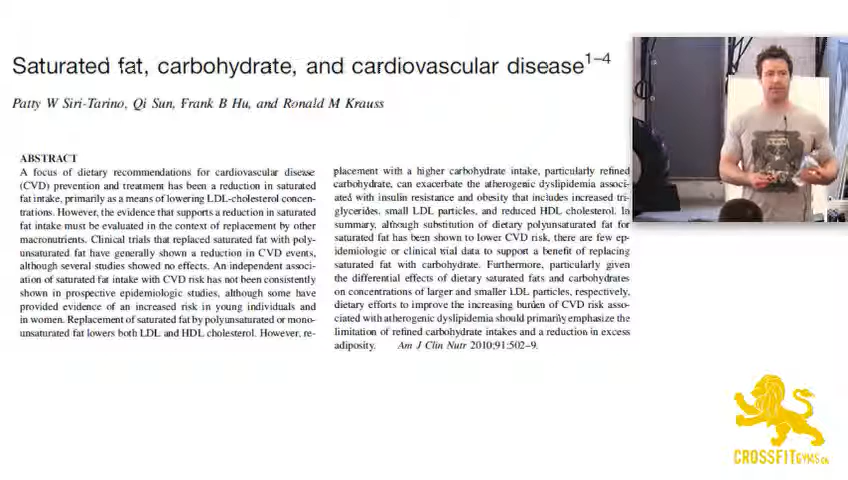 Saturated fat, carbohydrate, and cardiovascular disease1–4
Patty W Siri-Tarino, Qi Sun, Frank B Hu, and Ronald M Krauss
ABSTRACT
A focus of dietary recommendations for cardiovascular disease
(CVD) prevention and treatment has been a reduction in saturated
fat intake, primarily as a means of lowering LDL-cholesterol concen-
trations. However, the evidence that supports a reduction in saturated
fat intake must be evaluated in the context of replacement by other
macronutrients. Clinical trials that replaced saturated fat with poly-
unsaturated fat have generally shown a reduction in CVD events,
although several studies showed no effects. An independent associ-
ation of saturated fat intake with CVD risk has not been consistently
shown in prospective epidemiologic studies, although some have
provided evidence of an increased risk in young individuals and
in women. Replacement of saturated fat by polyunsaturated or mono-
unsaturated fat lowers both LDL and HDL cholesterol. However, re-
placement with a higher carbohydrate intake, particularly refined
carbohydrate, can exacerbate the atherogenic dyslipidemia associ-
ated with insulin resistance and obesity that includes increased tri-
glycerides, small LDL particles, and reduced HDL cholesterol. In
summary, although substitution of dietary polyunsaturated fat for
saturated fat has been shown to lower CVD risk, there are few ep-
idemiologic or clinical trial data to support a benefit of replacing
saturated fat with carbohydrate. Furthermore, particularly given
the differential effects of dietary saturated fats and carbohydrates
on concentrations of larger and smaller LDL particles, respectively,
dietary efforts to improve the increasing burden of CVD risk asso-
ciated with atherogenic dyslipidemia should primarily emphasize the
limitation of refined carbohydrate intakes and a reduction in excess
adiposity. Am J Clin Nutr 2010;91:502–9.
CROSSFITGYMS.CA